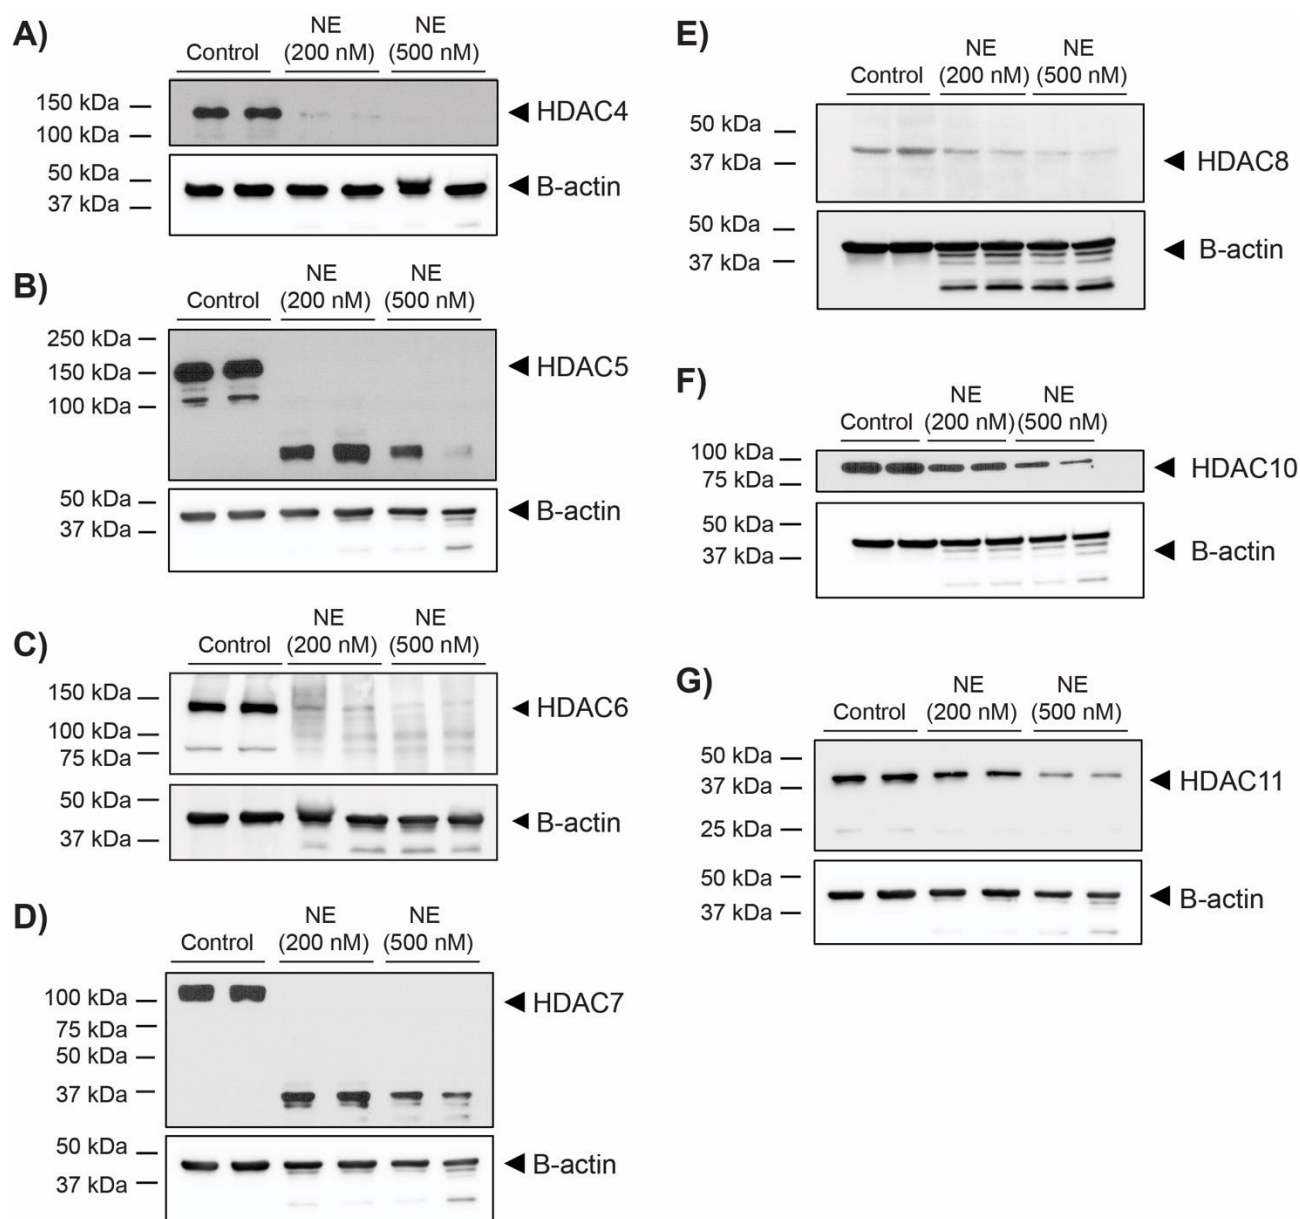 A)
NE
NE
Control
(200 nM)
(500 nM)
150 kDa
100 kDa
HDAC4
50 kDa
37 kDa
B-actin
B)
NE
NE
Control
(200 nM)
(500 nM)
250 kDa
150 kDa
100 kDa
HDAC5
50 kDa
37 kDa
B-actin
C)
NE
NE
Control
(200 nM)
(500 nM)
150 kDa
100 kDa
75 kDa
HDAC6
50 kDa
37 kDa
B-actin
D)
NE
NE
Control
(200 nM)
(500 nM)
100 kDa
75 kDa
50 kDa
37 kDa
HDAC7
50 kDa
37 kDa
B-actin
E)
NE
NE
Control
(200 nM)
(500 nM)
50 kDa
37 kDa
HDAC8
50 kDa
37 kDa
B-actin
F)
NE
NE
Control
(200 nM)
(500 nM)
100 kDa
75 kDa
HDAC10
50 kDa
37 kDa
B-actin
G)
NE
NE
Control
(200 nM)
(500 nM)
50 kDa
37 kDa
25 kDa
HDAC11
50 kDa
37 kDa
B-actin